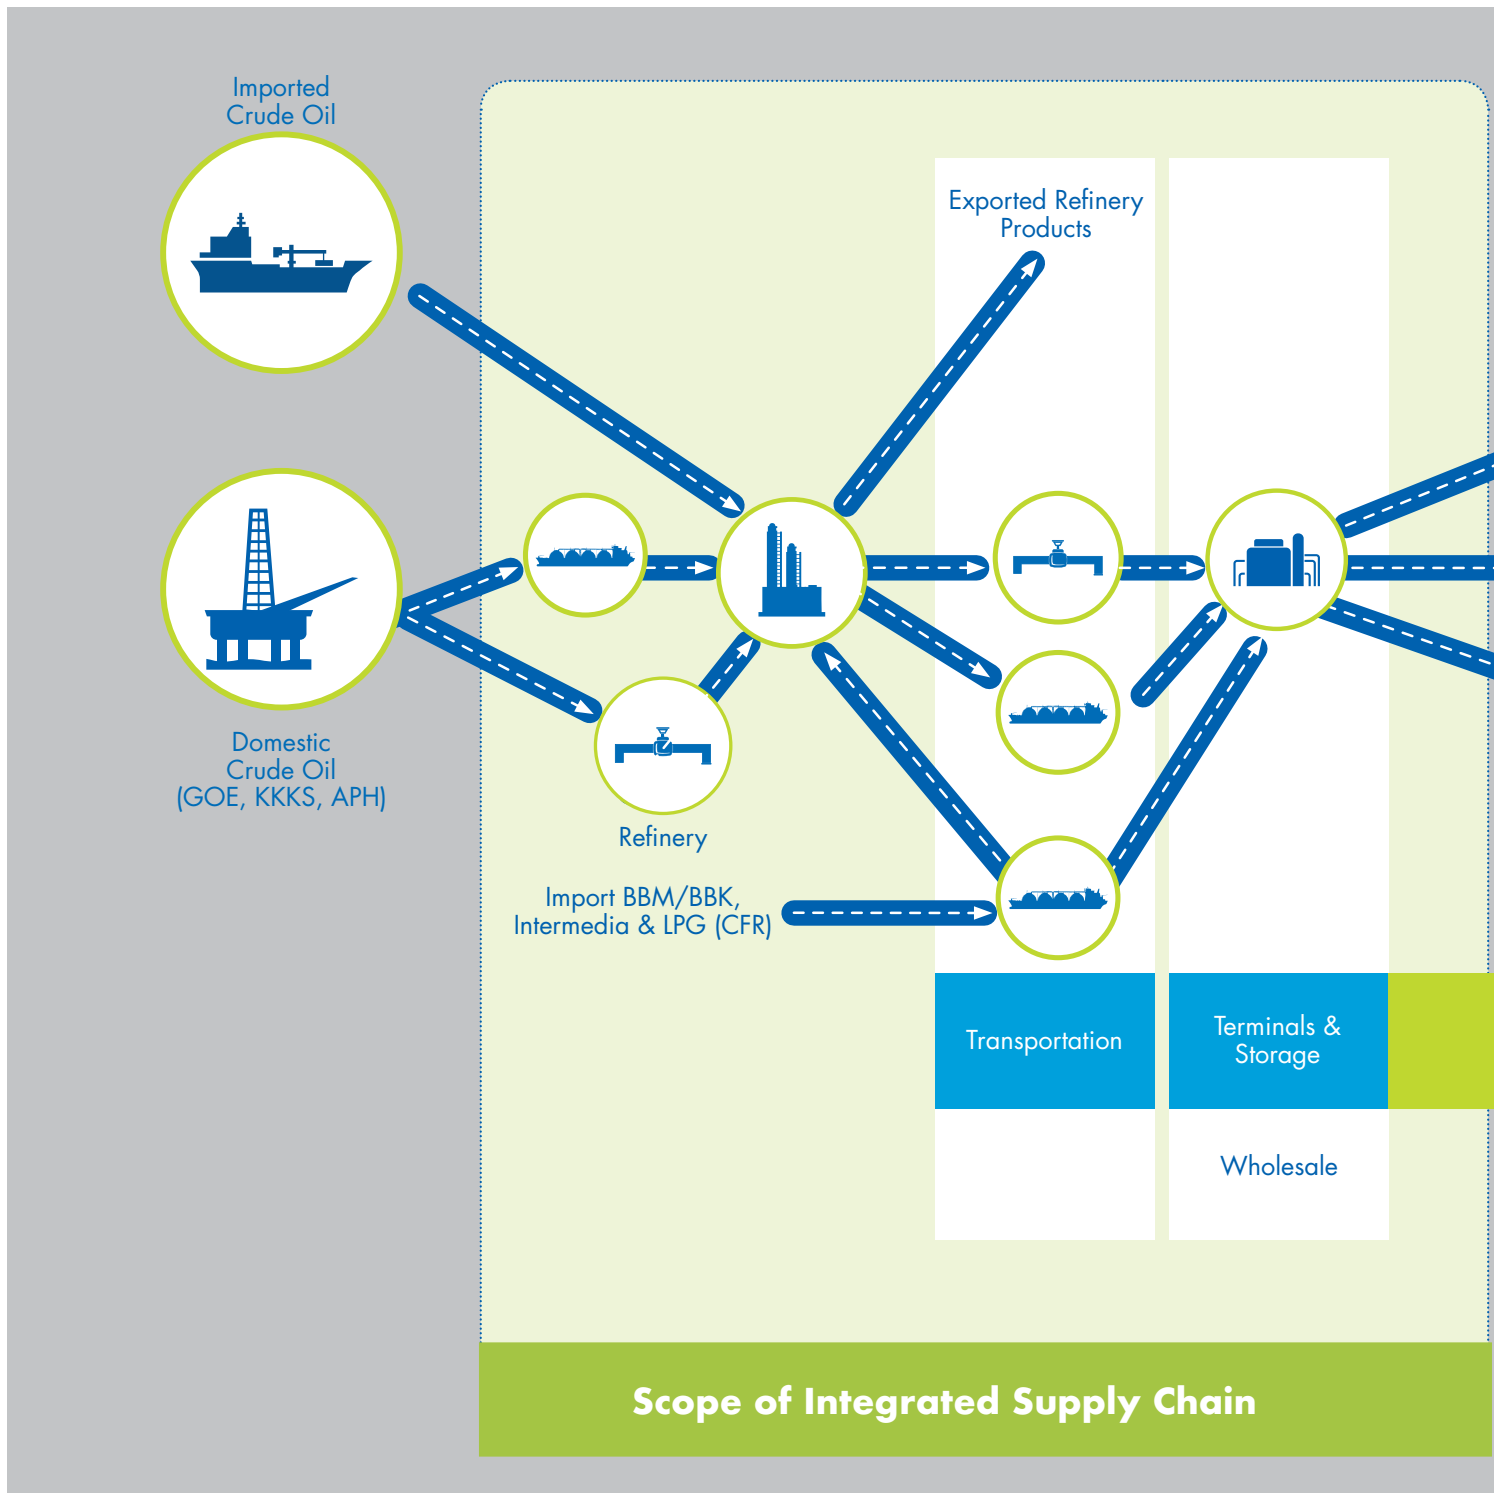 Imported
Crude Oil
Exported Refinery
Products
Domestic
Crude Oil
(GOE, KKKS, APH)
Refinery
Import BBM/BBK,
Intermedia & LPG (CFR)
Transportation
Terminals &
Storage
Wholesale
Scope of Integrated Supply Chain